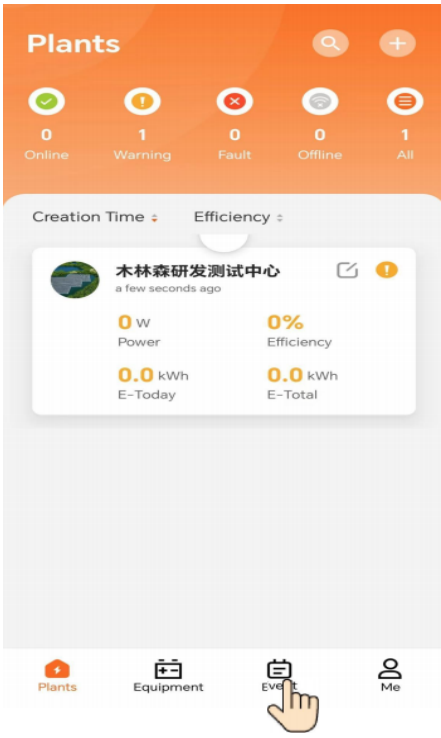 Plants
0 1 0 0 1
Online Warning Fault Offline All
Creation Time Efficiency
木林森研发测试中心
a few seconds ago
0 W 0%
Power Efficiency
0.0 kWh 0.0 kWh
E-Today E-Total
Plants Equipment Event Me